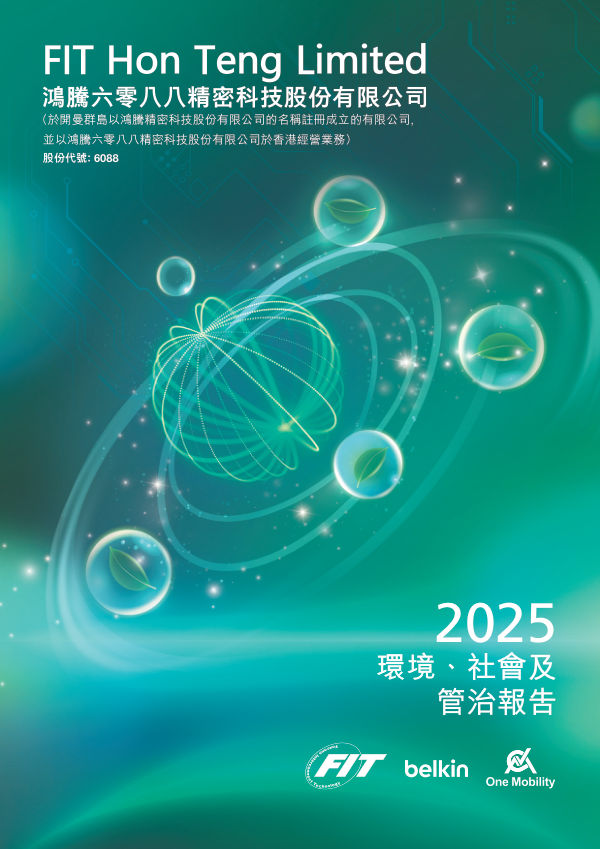 FIT Hon Teng Limited
鴻騰六零八八精密科技股份有限公司
（於開曼群島以鴻騰精密科技股份有限公司的名稱註冊成立的有限公司，
並以鴻騰六零八八精密科技股份有限公司於香港經營業務）
股份代號: 6088
2025
環境、社會及
管治報告
FIT
belkin
One Mobility